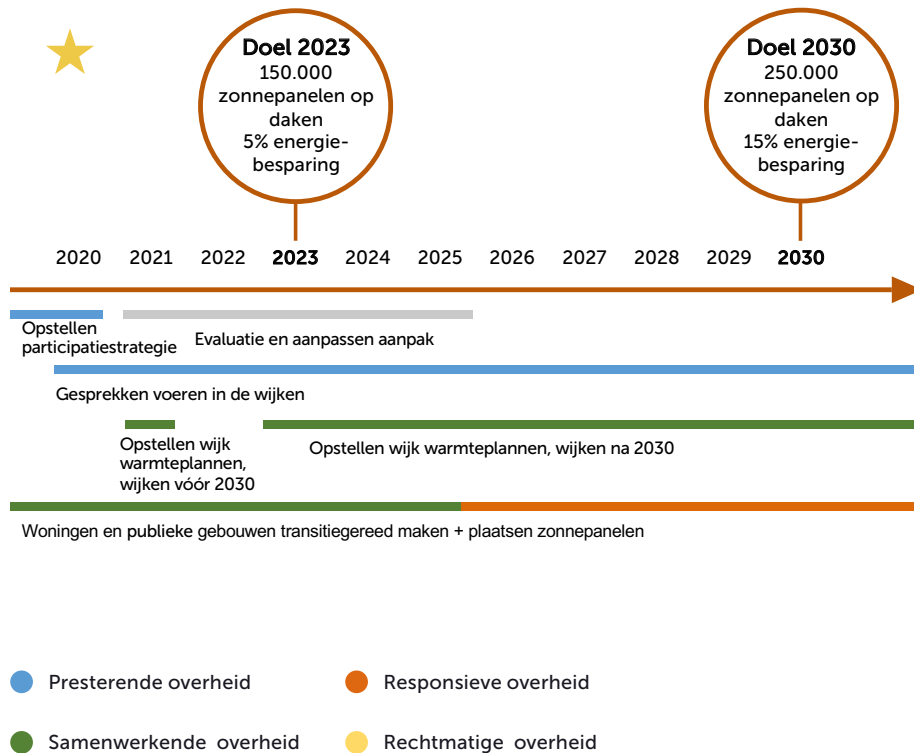 Doel 2023
150.000
zonnepanelen op
daken
5% energie-
besparing
Doel 2030
250.000
zonnepanelen op
daken
15% energie-
besparing
2020 2021 2022 2023 2024 2025 2026 2027 2028 2029 2030
Opstellen
participatiestrategie
Evaluatie en aanpassen aanpak
Gesprekken voeren in de wijken
Opstellen wijk
warmteplannen,
wijken vóór 2030
Opstellen wijk warmteplannen, wijken na 2030
Woningen en publieke gebouwen transitiegereed maken + plaatsen zonnepanelen
Presterende overheid
Responsieve overheid
Samenwerkende overheid
Rechtmatige overheid